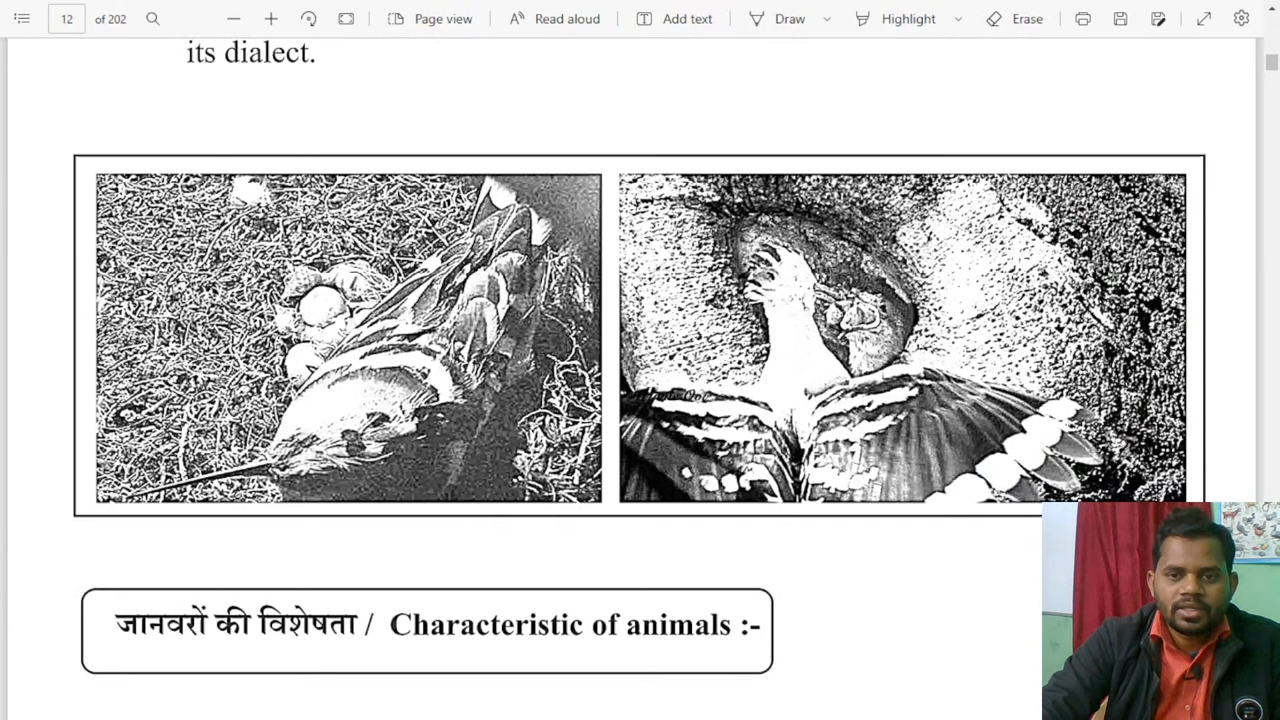 12 of 202 Page view Read aloud Add text Draw Highlight Erase
its dialect.
जानवरों की विशेषता / Characteristic of animals :-